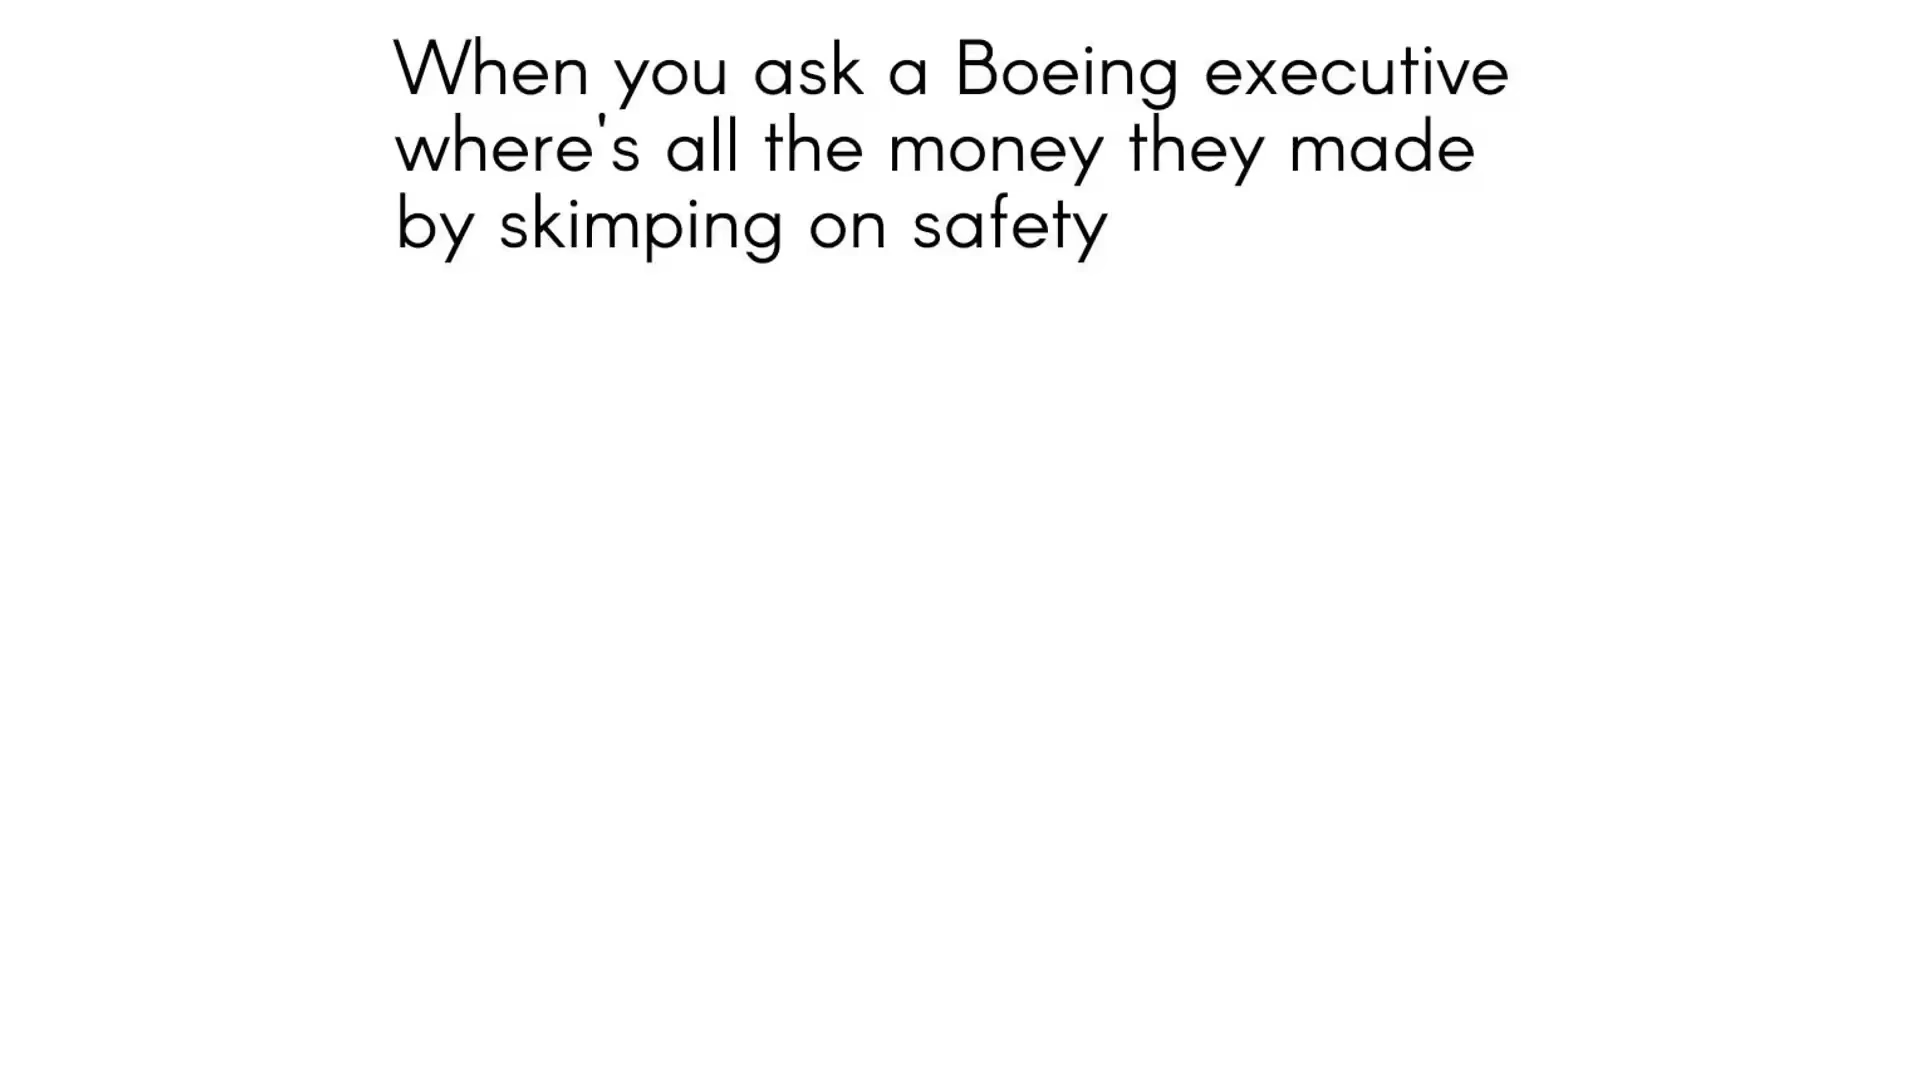 When you ask a Boeing executive
where's all the money they made
by skimping on safety